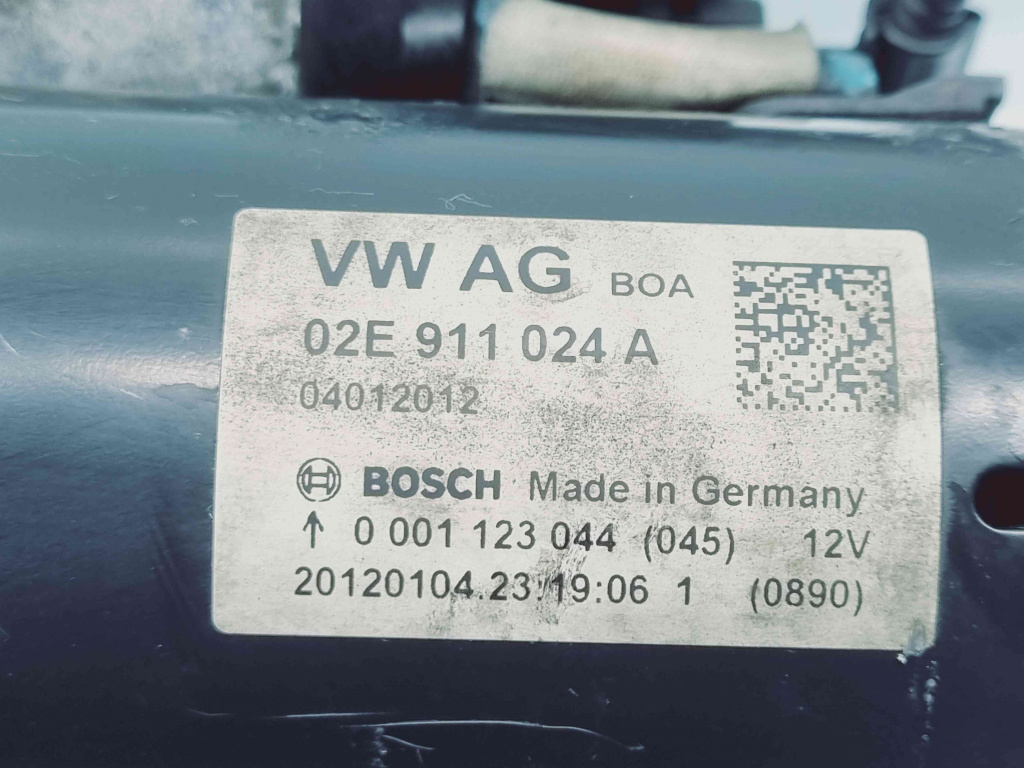 VW AG BOA
02E 911 024 A
04012012
BOSCH Made in Germany
↑ 0 001 123 044 (045) 12V
20120104.23:19:06 1 (0890)